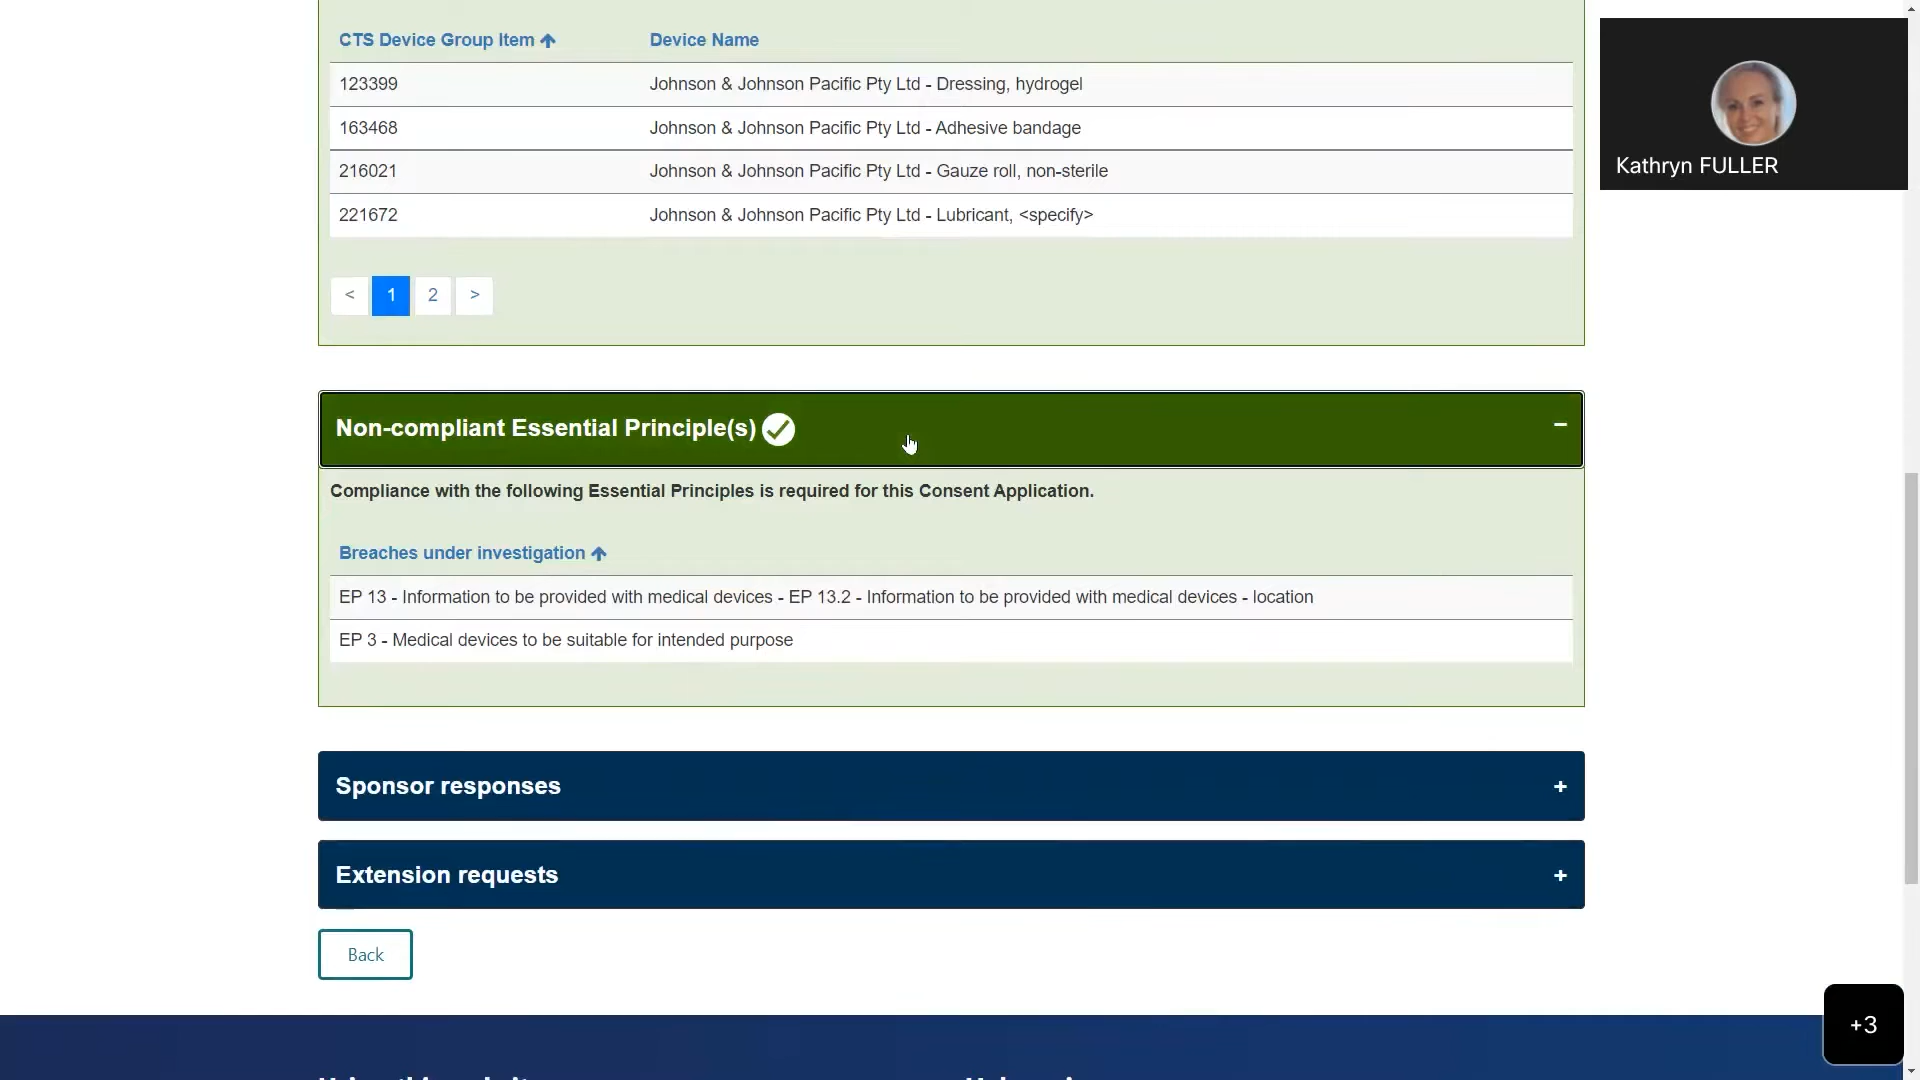 CTS Device Group Item Device Name
123399 Johnson & Johnson Pacific Pty Ltd - Dressing, hydrogel
163468 Johnson & Johnson Pacific Pty Ltd - Adhesive bandage
216021 Johnson & Johnson Pacific Pty Ltd - Gauze roll, non-sterile
221672 Johnson & Johnson Pacific Pty Ltd - Lubricant, <specify>
< 1 2 >
Kathryn FULLER
Non-compliant Essential Principle(s) −
Compliance with the following Essential Principles is required for this Consent Application.
Breaches under investigation
EP 13 - Information to be provided with medical devices - EP 13.2 - Information to be provided with medical devices - location
EP 3 - Medical devices to be suitable for intended purpose
Sponsor responses +
Extension requests +
Back
+3